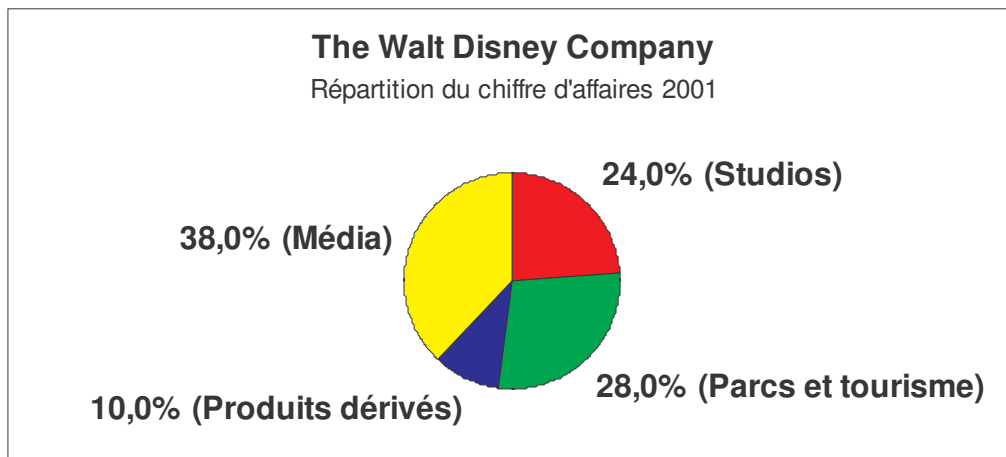 The Walt Disney Company
Répartition du chiffre d'affaires 2001
24,0% (Studios)
38,0% (Média)
28,0% (Parcs et tourisme)
10,0% (Produits dérivés)